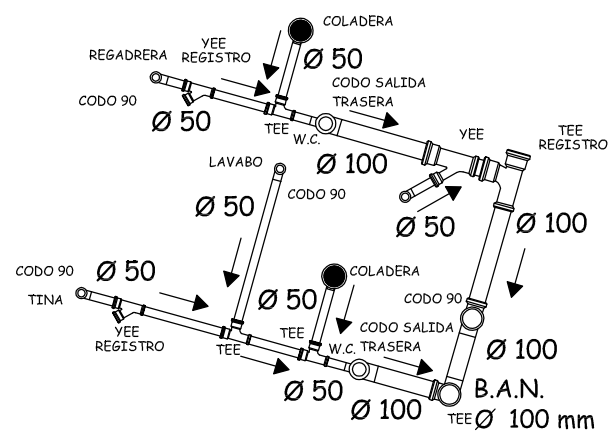 COLADERA
YEE
REGISTRO
REGADRERA
Ø 50
CODO SALIDA
TRASERA
CODO 90
Ø 50
TEE
W.C.
YEE
TEE
REGISTRO
Ø 100
LAVABO
CODO 90
Ø 50
Ø 50
Ø 100
CODO 90
Ø 50
COLADERA
TINA
Ø 50
CODO 90
YEE
REGISTRO
TEE
TEE
W.C.
CODO SALIDA
TRASERA
Ø 100
Ø 50
Ø 100
B.A.N.
TEE Ø 100 mm